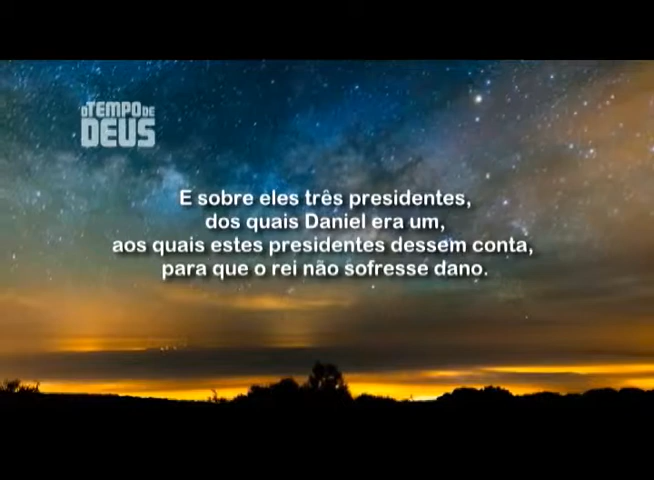 O TEMPO DE
DEUS
E sobre eles três presidentes,
dos quais Daniel era um,
aos quais estes presidentes dessem conta,
para que o rei não sofresse dano.